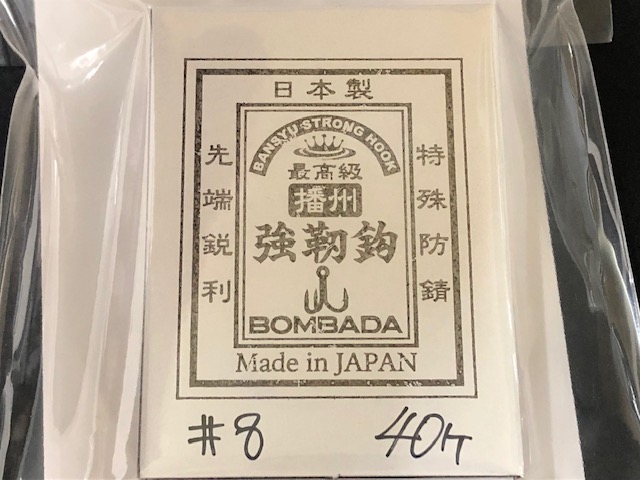 日本製
先端鋭利
特殊防錆
BANSYU STRONG HOOK
最高級
播州
強靭鈎
BOMBADA
Made in JAPAN
#8 40ケ